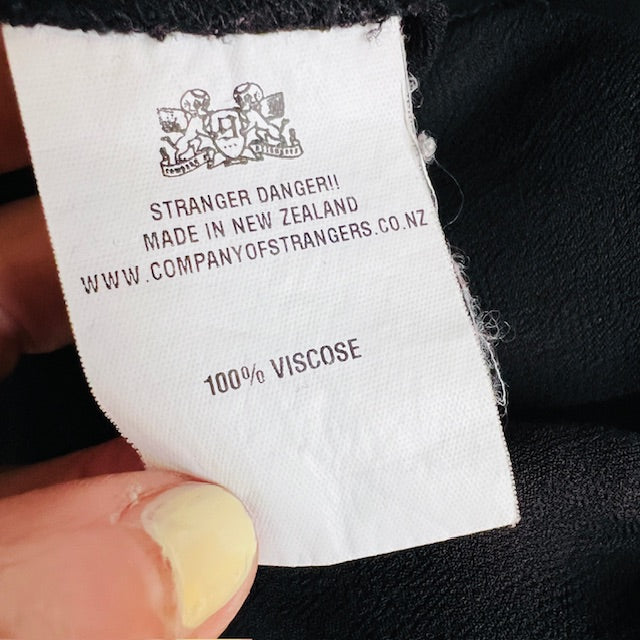 STRANGER DANGER!!
MADE IN NEW ZEALAND
WWW.COMPANYOFSTRANGERS.CO.NZ
100% VISCOSE